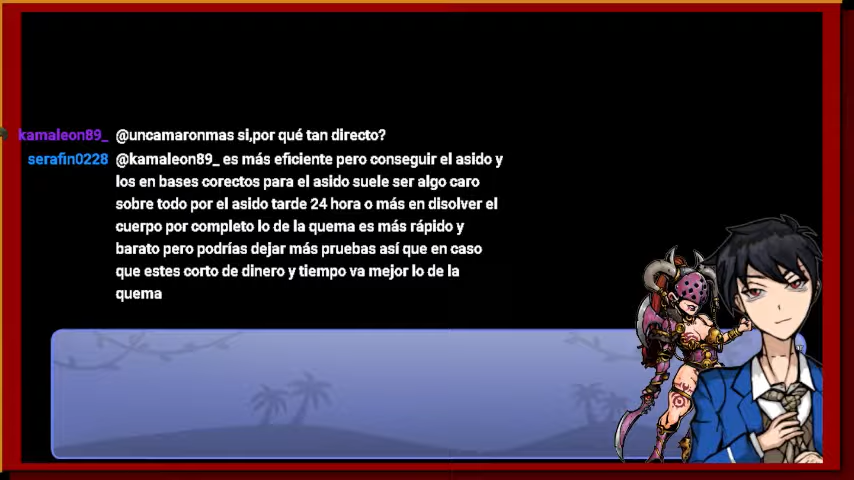 kamaleon89_ @uncamaronmas si,por qué tan directo?
serafin0228 @kamaleon89_ es más eficiente pero conseguir el asido y
los en bases corectos para el asido suele ser algo caro
sobre todo por el asido tarde 24 hora o más en disolver el
cuerpo por completo lo de la quema es más rápido y
barato pero podrías dejar más pruebas así que en caso
que estes corto de dinero y tiempo va mejor lo de la
quema